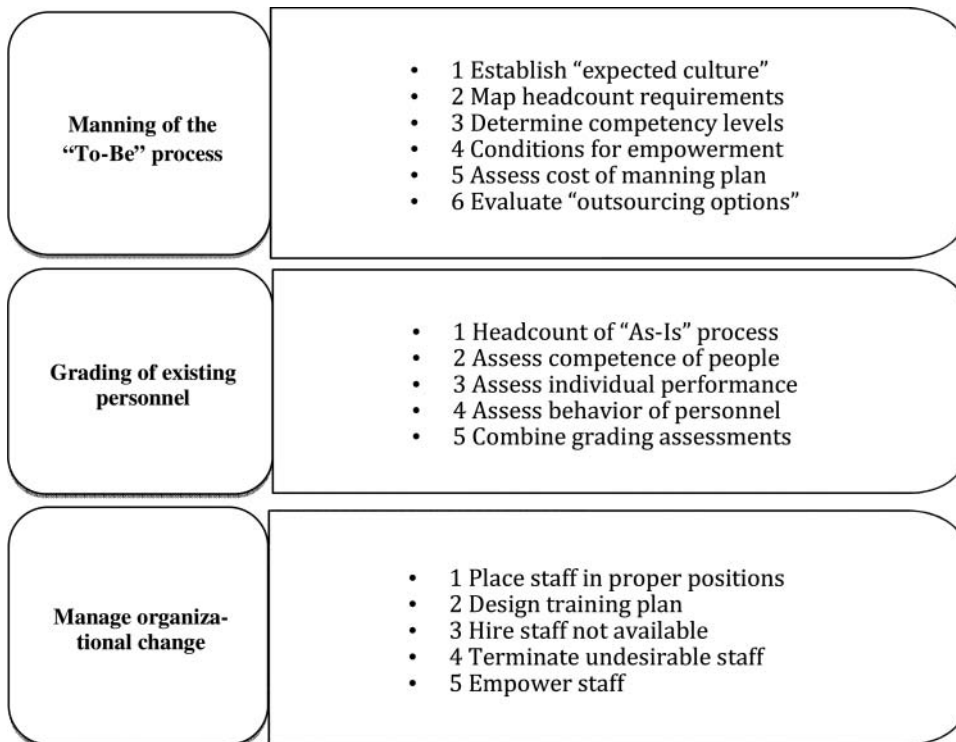 Manning of the
“To-Be” process
• 1 Establish “expected culture”
• 2 Map headcount requirements
• 3 Determine competency levels
• 4 Conditions for empowerment
• 5 Assess cost of manning plan
• 6 Evaluate “outsourcing options”
Grading of existing
personnel
• 1 Headcount of “As-Is” process
• 2 Assess competence of people
• 3 Assess individual performance
• 4 Assess behavior of personnel
• 5 Combine grading assessments
Manage organiza-
tional change
• 1 Place staff in proper positions
• 2 Design training plan
• 3 Hire staff not available
• 4 Terminate undesirable staff
• 5 Empower staff